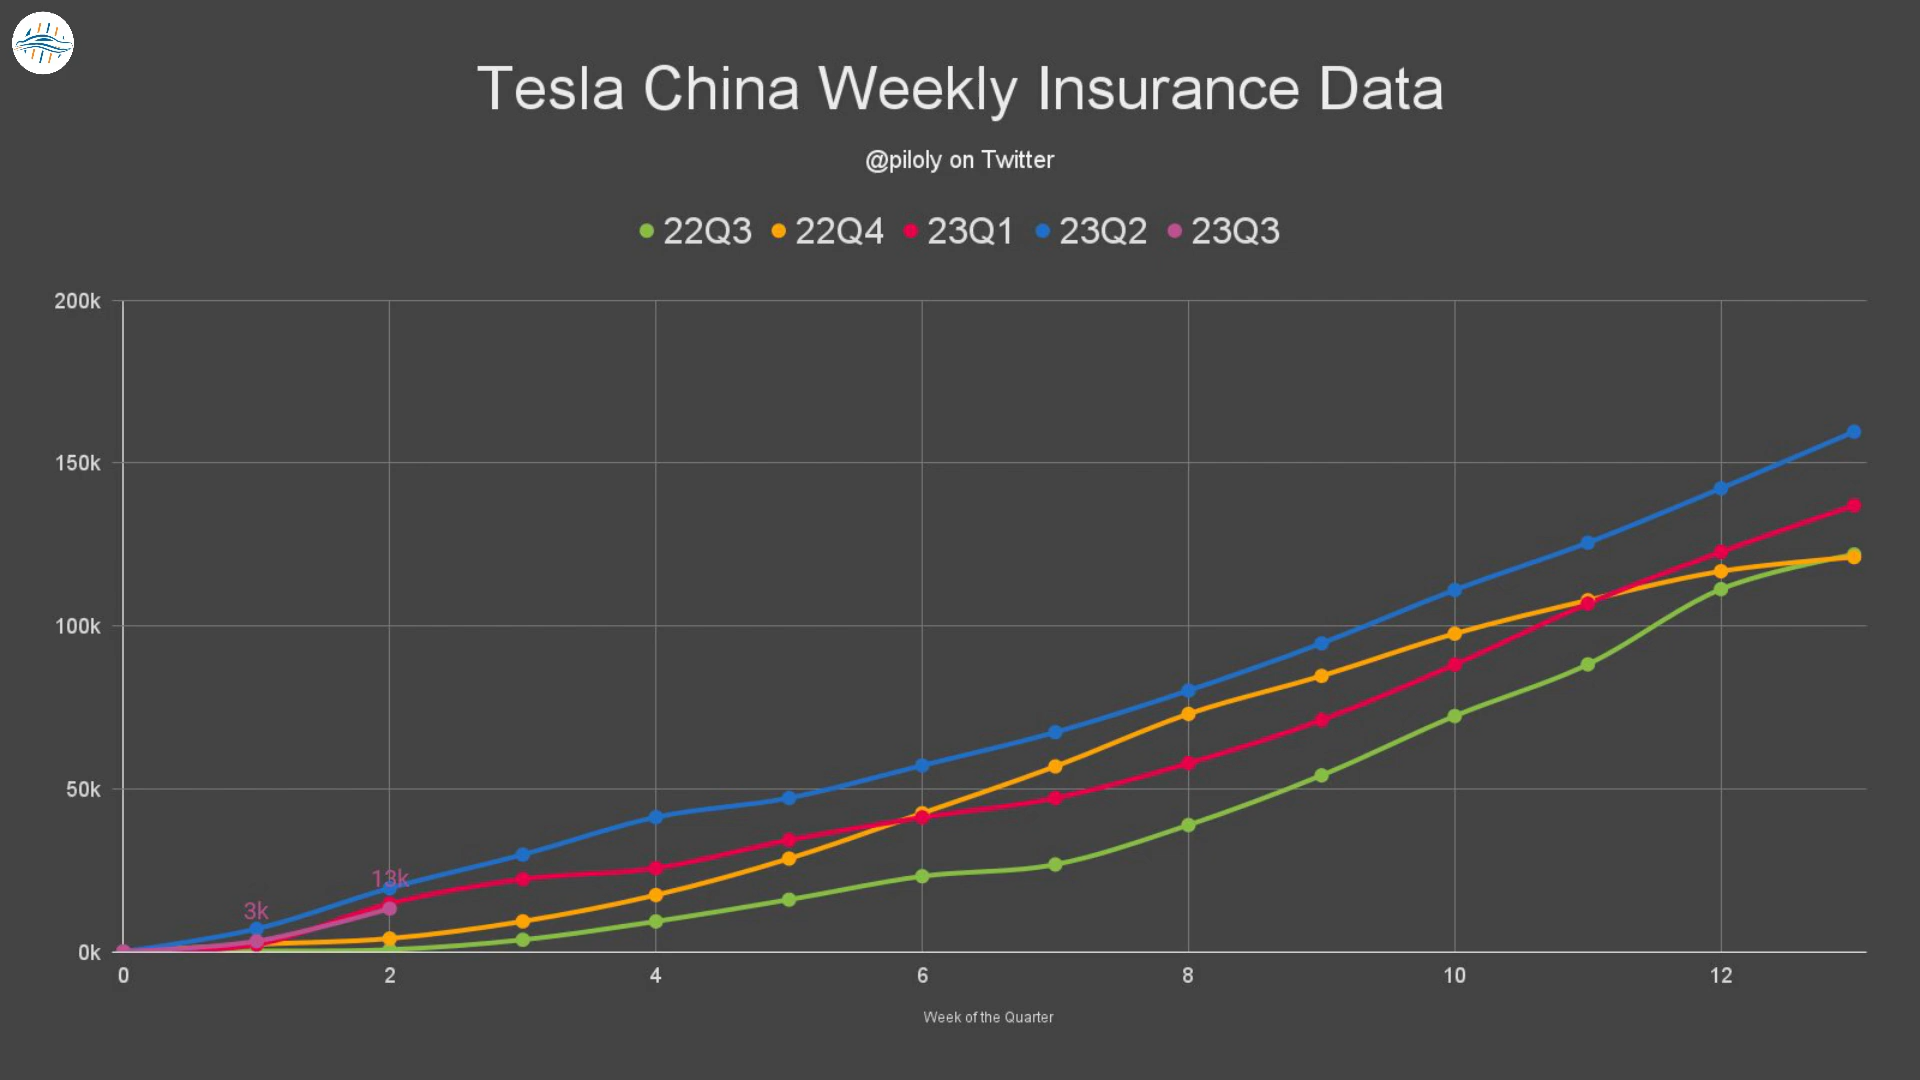 Tesla China Weekly Insurance Data
@piloly on Twitter
22Q3 22Q4 23Q1 23Q2 23Q3
200k
150k
100k
50k
0k
13k
3k
0 2 4 6 8 10 12
Week of the Quarter